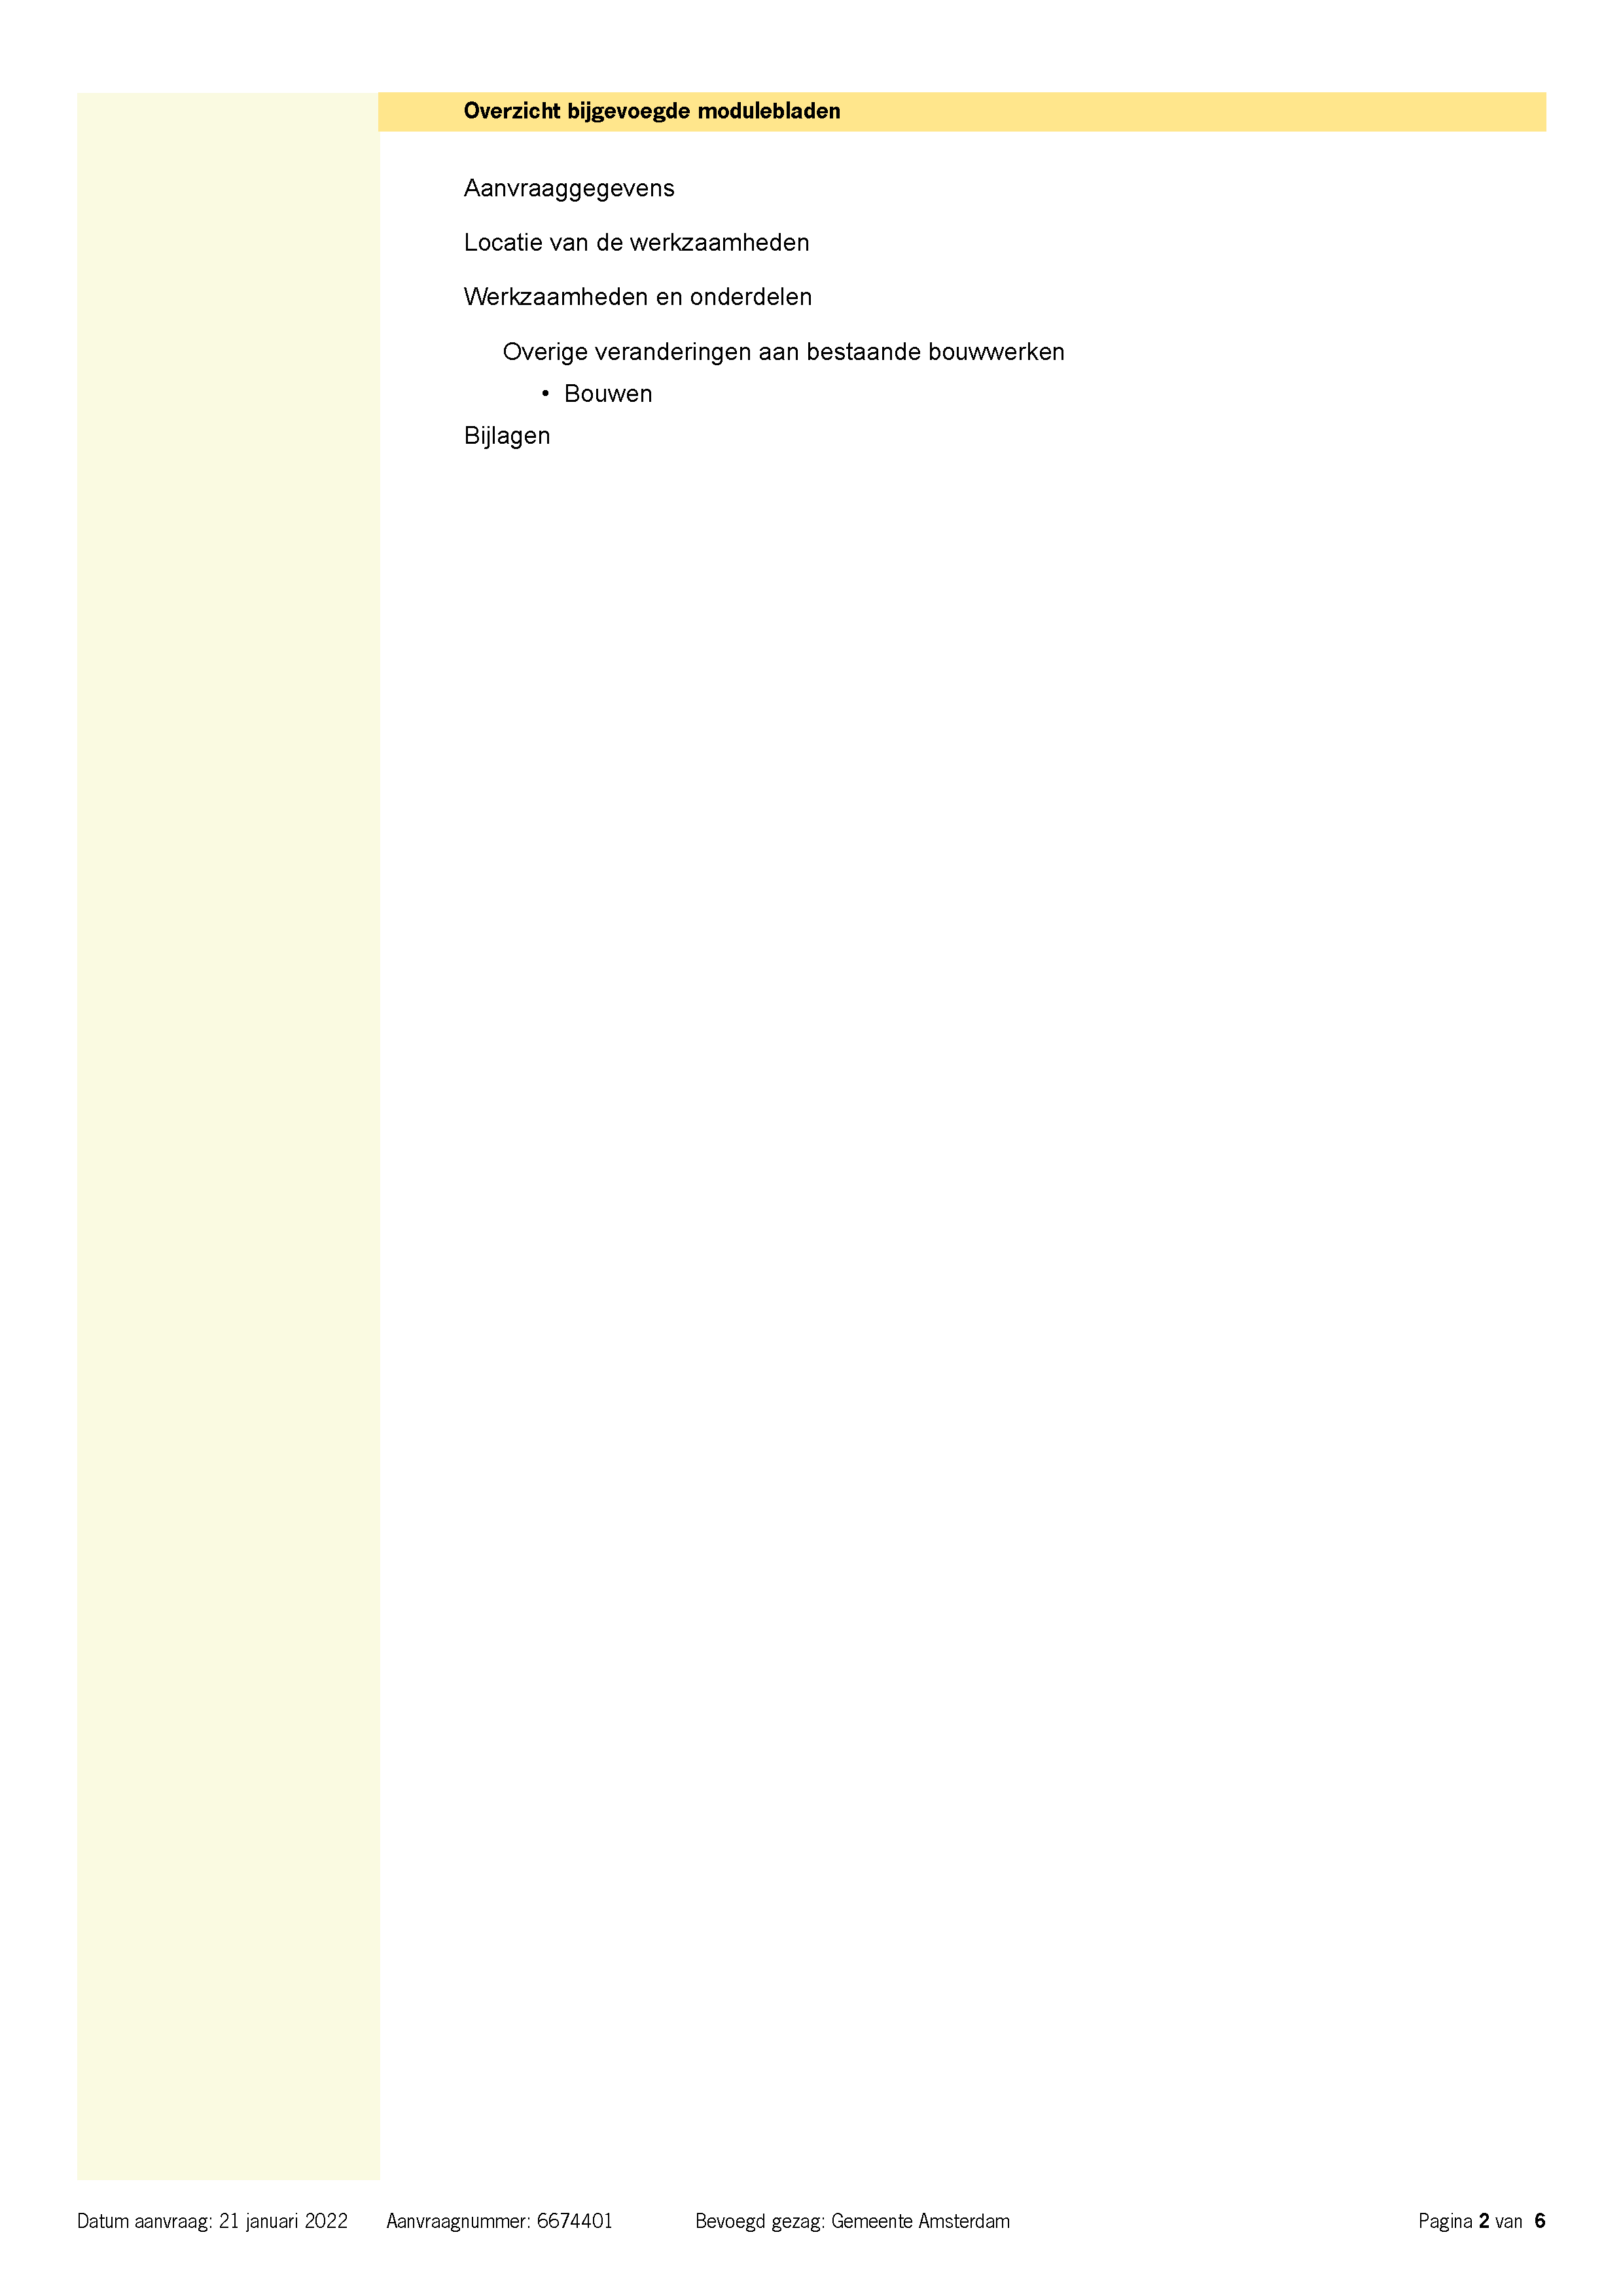 Overzicht bijgevoegde modulebladen
Aanvraaggegevens
Locatie van de werkzaamheden
Werkzaamheden en onderdelen
Overige veranderingen aan bestaande bouwwerken
• Bouwen
Bijlagen
Datum aanvraag: 21 januari 2022 Aanvraagnummer: 6674401 Bevoegd gezag: Gemeente Amsterdam Pagina 2 van 6